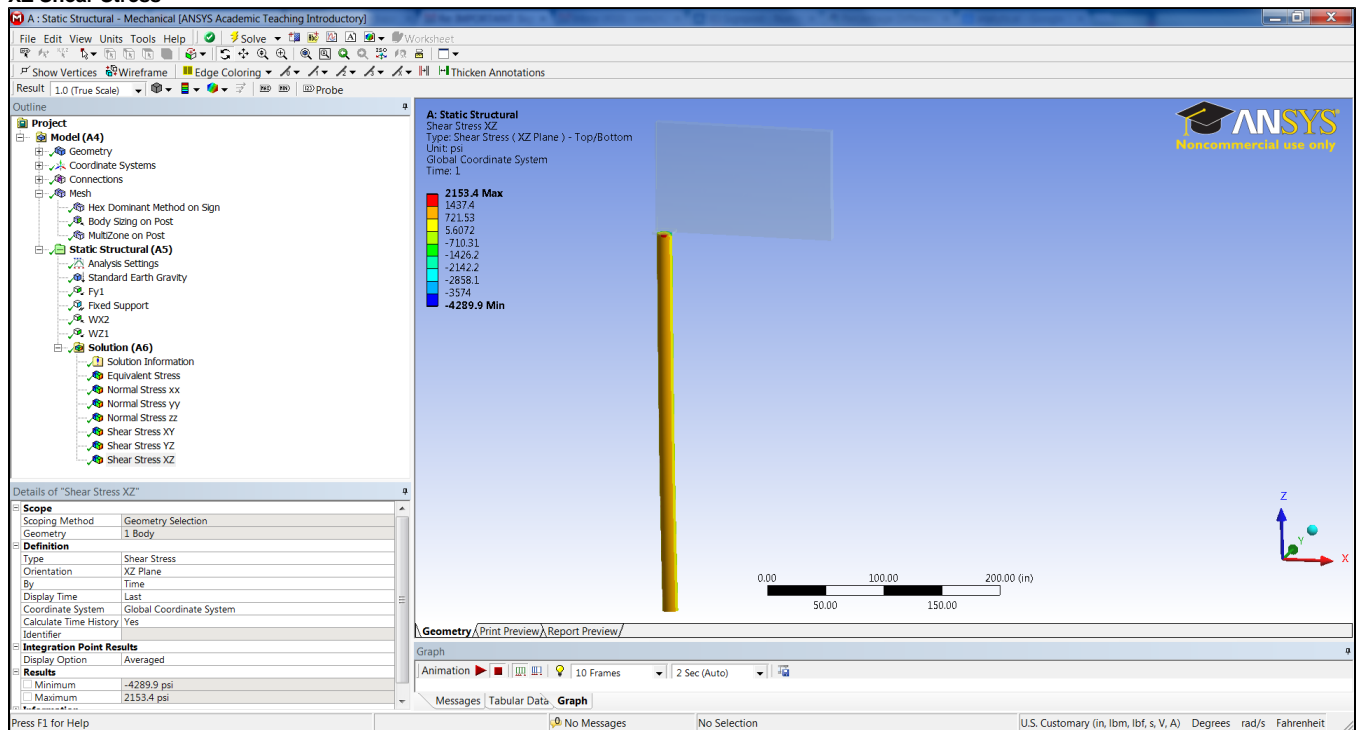 XZ Shear Stress
A : Static Structural - Mechanical [ANSYS Academic Teaching Introductory]
File Edit View Units Tools Help Solve Worksheet
Show Vertices Wireframe Edge Coloring Thicken Annotations
Result 1.0 (True Scale) Probe
Outline
Project
Model (A4)
Geometry
Coordinate Systems
Connections
Mesh
Hex Dominant Method on Sign
Body Sizing on Post
MultiZone on Post
Static Structural (A5)
Analysis Settings
Standard Earth Gravity
Fy1
Fixed Support
WX2
WZ1
Solution (A6)
Solution Information
Equivalent Stress
Normal Stress xx
Normal Stress yy
Normal Stress zz
Shear Stress XY
Shear Stress YZ
Shear Stress XZ
Details of "Shear Stress XZ"
Scope
Scoping Method Geometry Selection
Geometry 1 Body
Definition
Type Shear Stress
Orientation XZ Plane
By Time
Display Time Last
Coordinate System Global Coordinate System
Calculate Time History Yes
Identifier
Integration Point Results
Display Option Averaged
Results
Minimum -4289.9 psi
Maximum 2153.4 psi
A: Static Structural
Shear Stress XZ
Type: Shear Stress ( XZ Plane ) - Top/Bottom
Unit: psi
Global Coordinate System
Time: 1
2153.4 Max
1437.4
721.53
5.6072
-710.31
-1426.2
-2142.2
-2858.1
-3574
-4289.9 Min
ANSYS
Noncommercial use only
Z
Y
X
0.00 100.00 200.00 (in)
50.00 150.00
Geometry Print Preview Report Preview
Graph
Animation 10 Frames 2 Sec (Auto)
Messages Tabular Data Graph
Press F1 for Help No Messages No Selection U.S. Customary (in, lbm, lbf, s, V, A) Degrees rad/s Fahrenheit